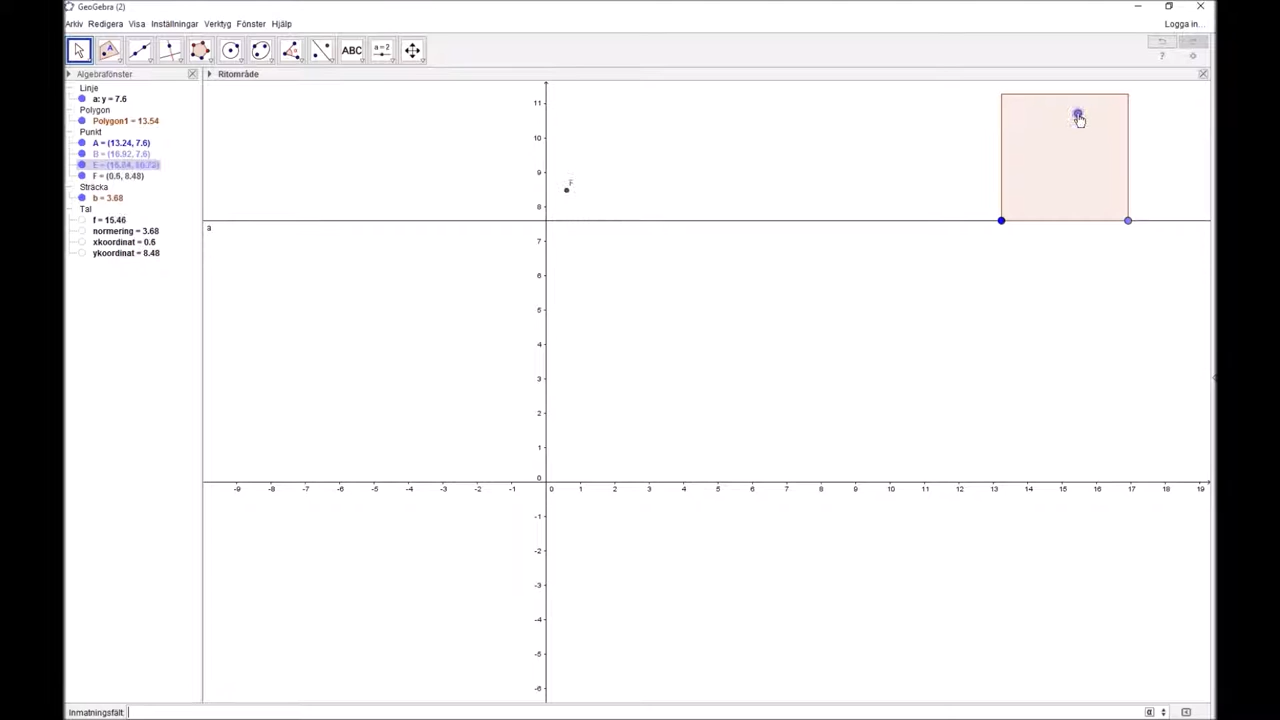 GeoGebra (2)
Arkiv Redigera Visa Inställningar Verktyg Fönster Hjälp Logga in...
ABC a=2
Algebrafönster
Ritområde
Linje
a: y = 7.6
Polygon
Polygon1 = 13.54
Punkt
A = (13.24, 7.6)
B = (16.92, 7.6)
F = (0.6, 8.48)
Sträcka
b = 3.68
Tal
f = 15.46
normering = 3.68
xkoordinat = 0.6
ykoordinat = 8.48
11
10
9
8
7
6
5
4
3
2
1
0
F
a
-9 -8 -7 -6 -5 -4 -3 -2 -1 0 1 2 3 4 5 6 7 8 9 10 11 12 13 14 15 16 17 18 19
-1
-2
-3
-4
-5
-6
Inmatningsfält:
α